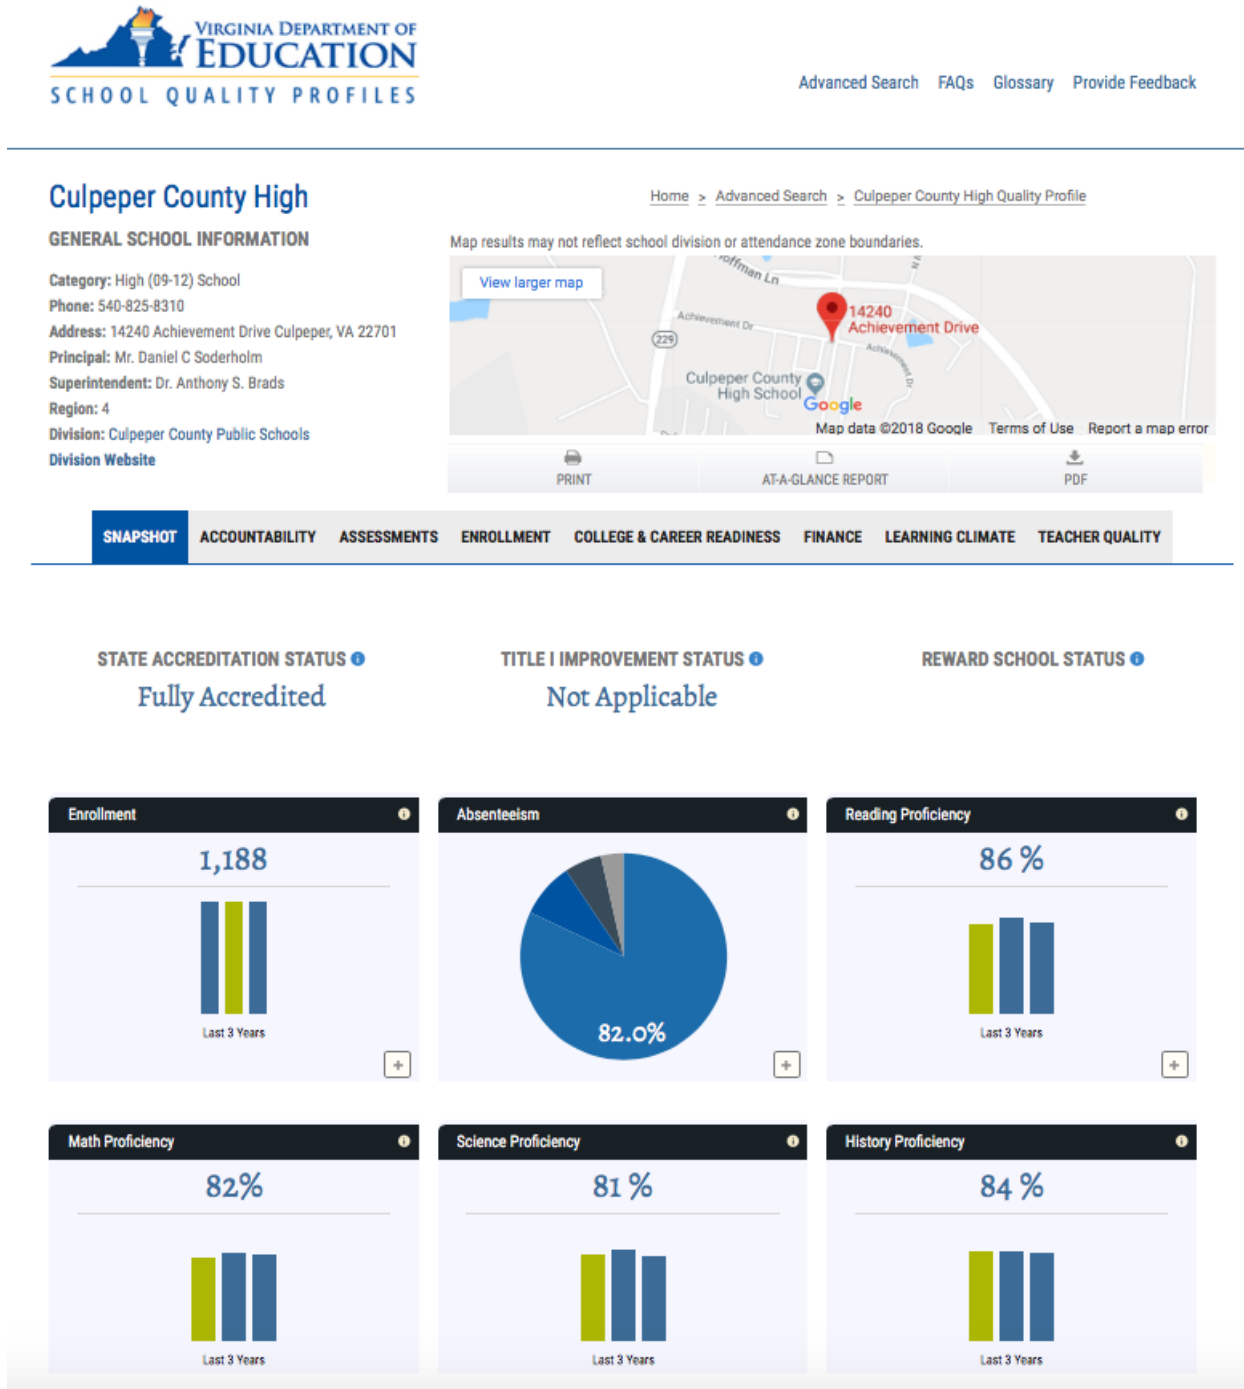 VIRGINIA DEPARTMENT OF
EDUCATION
SCHOOL QUALITY PROFILES
Advanced Search FAQs Glossary Provide Feedback
Culpeper County High
Home > Advanced Search > Culpeper County High Quality Profile
GENERAL SCHOOL INFORMATION
Category: High (09-12) School
Phone: 540-825-8310
Address: 14240 Achievement Drive Culpeper, VA 22701
Principal: Mr. Daniel C Soderholm
Superintendent: Dr. Anthony S. Brads
Region: 4
Division: Culpeper County Public Schools
Division Website
Map results may not reflect school division or attendance zone boundaries.
View larger map
Achievement Dr
229
14240
Achievement Drive
Culpeper County
High School
Google
Map data ©2018 Google Terms of Use Report a map error
PRINT AT-A-GLANCE REPORT PDF
SNAPSHOT ACCOUNTABILITY ASSESSMENTS ENROLLMENT COLLEGE & CAREER READINESS FINANCE LEARNING CLIMATE TEACHER QUALITY
STATE ACCREDITATION STATUS TITLE I IMPROVEMENT STATUS REWARD SCHOOL STATUS
Fully Accredited Not Applicable
Enrollment
1,188
Last 3 Years
+
Absenteeism
82.0%
+
Reading Proficiency
86 %
Last 3 Years
+
Math Proficiency
82%
Last 3 Years
Science Proficiency
81 %
Last 3 Years
History Proficiency
84 %
Last 3 Years